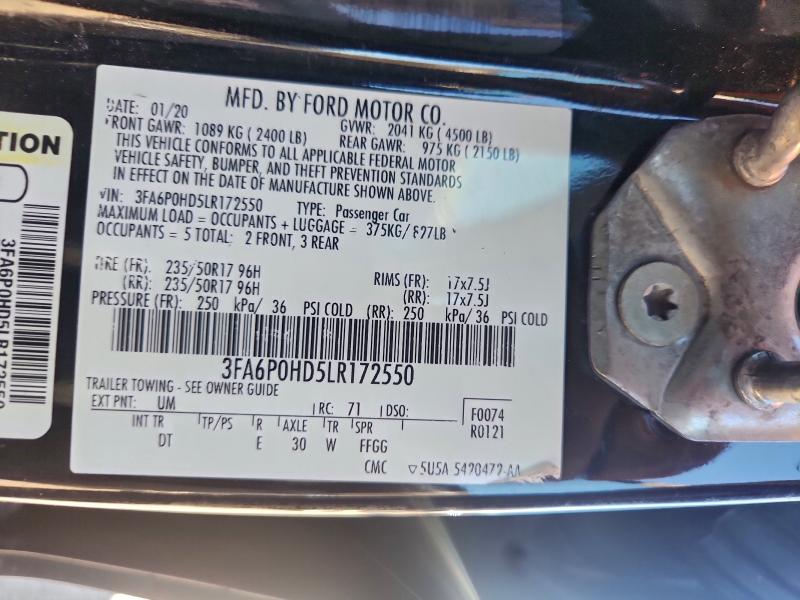 TION
3FA6P0HD5LR172550
MFD. BY FORD MOTOR CO.
DATE: 01/20
GVWR: 2041 KG (4500 LB)
FRONT GAWR: 1089 KG (2400 LB)
REAR GAWR: 975 KG (2150 LB)
THIS VEHICLE CONFORMS TO ALL APPLICABLE FEDERAL MOTOR
VEHICLE SAFETY, BUMPER, AND THEFT PREVENTION STANDARDS
IN EFFECT ON THE DATE OF MANUFACTURE SHOWN ABOVE.
VIN: 3FA6P0HD5LR172550 TYPE: Passenger Car
MAXIMUM LOAD = OCCUPANTS + LUGGAGE = 375KG/ 827LB
OCCUPANTS = 5 TOTAL: 2 FRONT, 3 REAR
TIRE (FR): 235/50R17 96H RIMS (FR): 17x7.5J
(RR): 235/50R17 96H (RR): 17x7.5J
PRESSURE (FR): 250 kPa/ 36 PSI COLD (RR): 250 kPa/ 36 PSI COLD
3FA6P0HD5LR172550
TRAILER TOWING - SEE OWNER GUIDE
EXT PNT: UM RC: 71 DSO: F0074
R0121
INT TR TP/PS R AXLE TR SPR
DT E 30 W FFGG
CMC 5U5A 5420472-AA